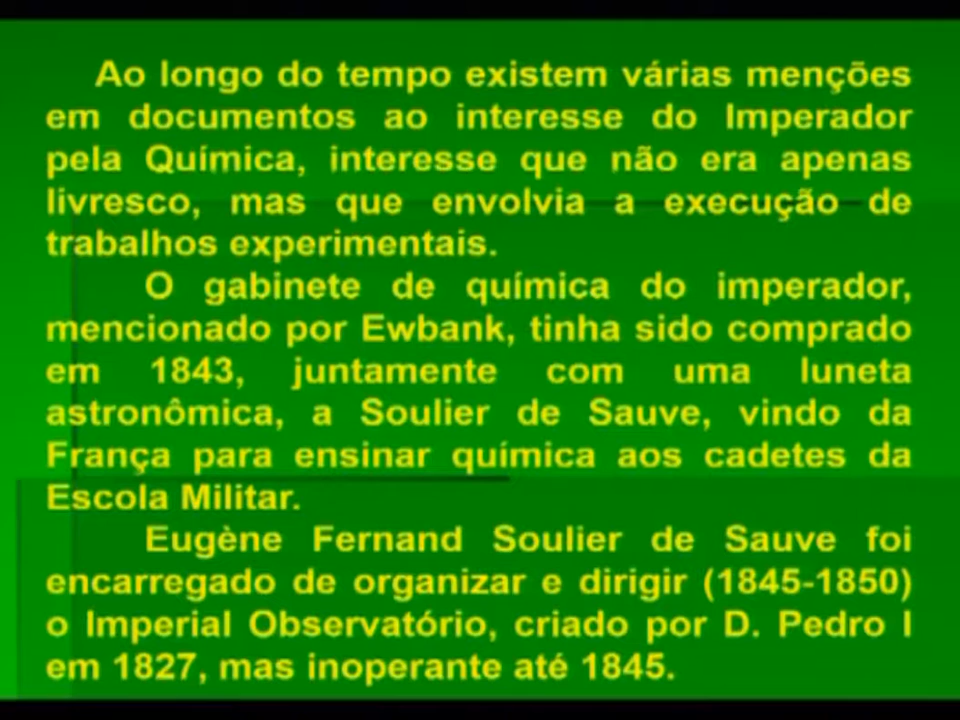 Ao longo do tempo existem várias menções
em documentos ao interesse do Imperador
pela Química, interesse que não era apenas
livresco, mas que envolvia a execução de
trabalhos experimentais.
O gabinete de química do imperador,
mencionado por Ewbank, tinha sido comprado
em 1843, juntamente com uma luneta
astronômica, a Soulier de Sauve, vindo da
França para ensinar química aos cadetes da
Escola Militar.
Eugène Fernand Soulier de Sauve foi
encarregado de organizar e dirigir (1845-1850)
o Imperial Observatório, criado por D. Pedro I
em 1827, mas inoperante até 1845.